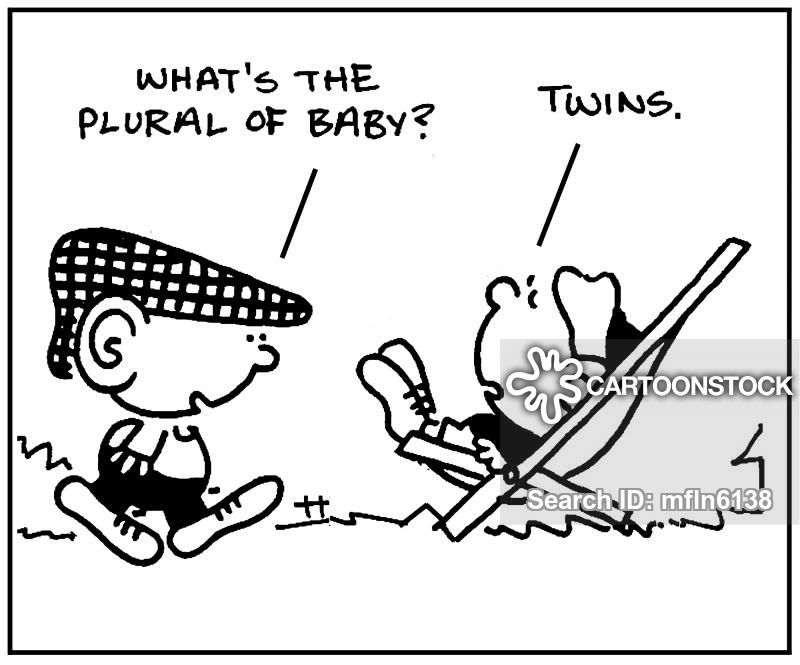 WHAT'S THE
PLURAL OF BABY?
TWINS.
CARTOONSTOCK
Search ID: mfln6138